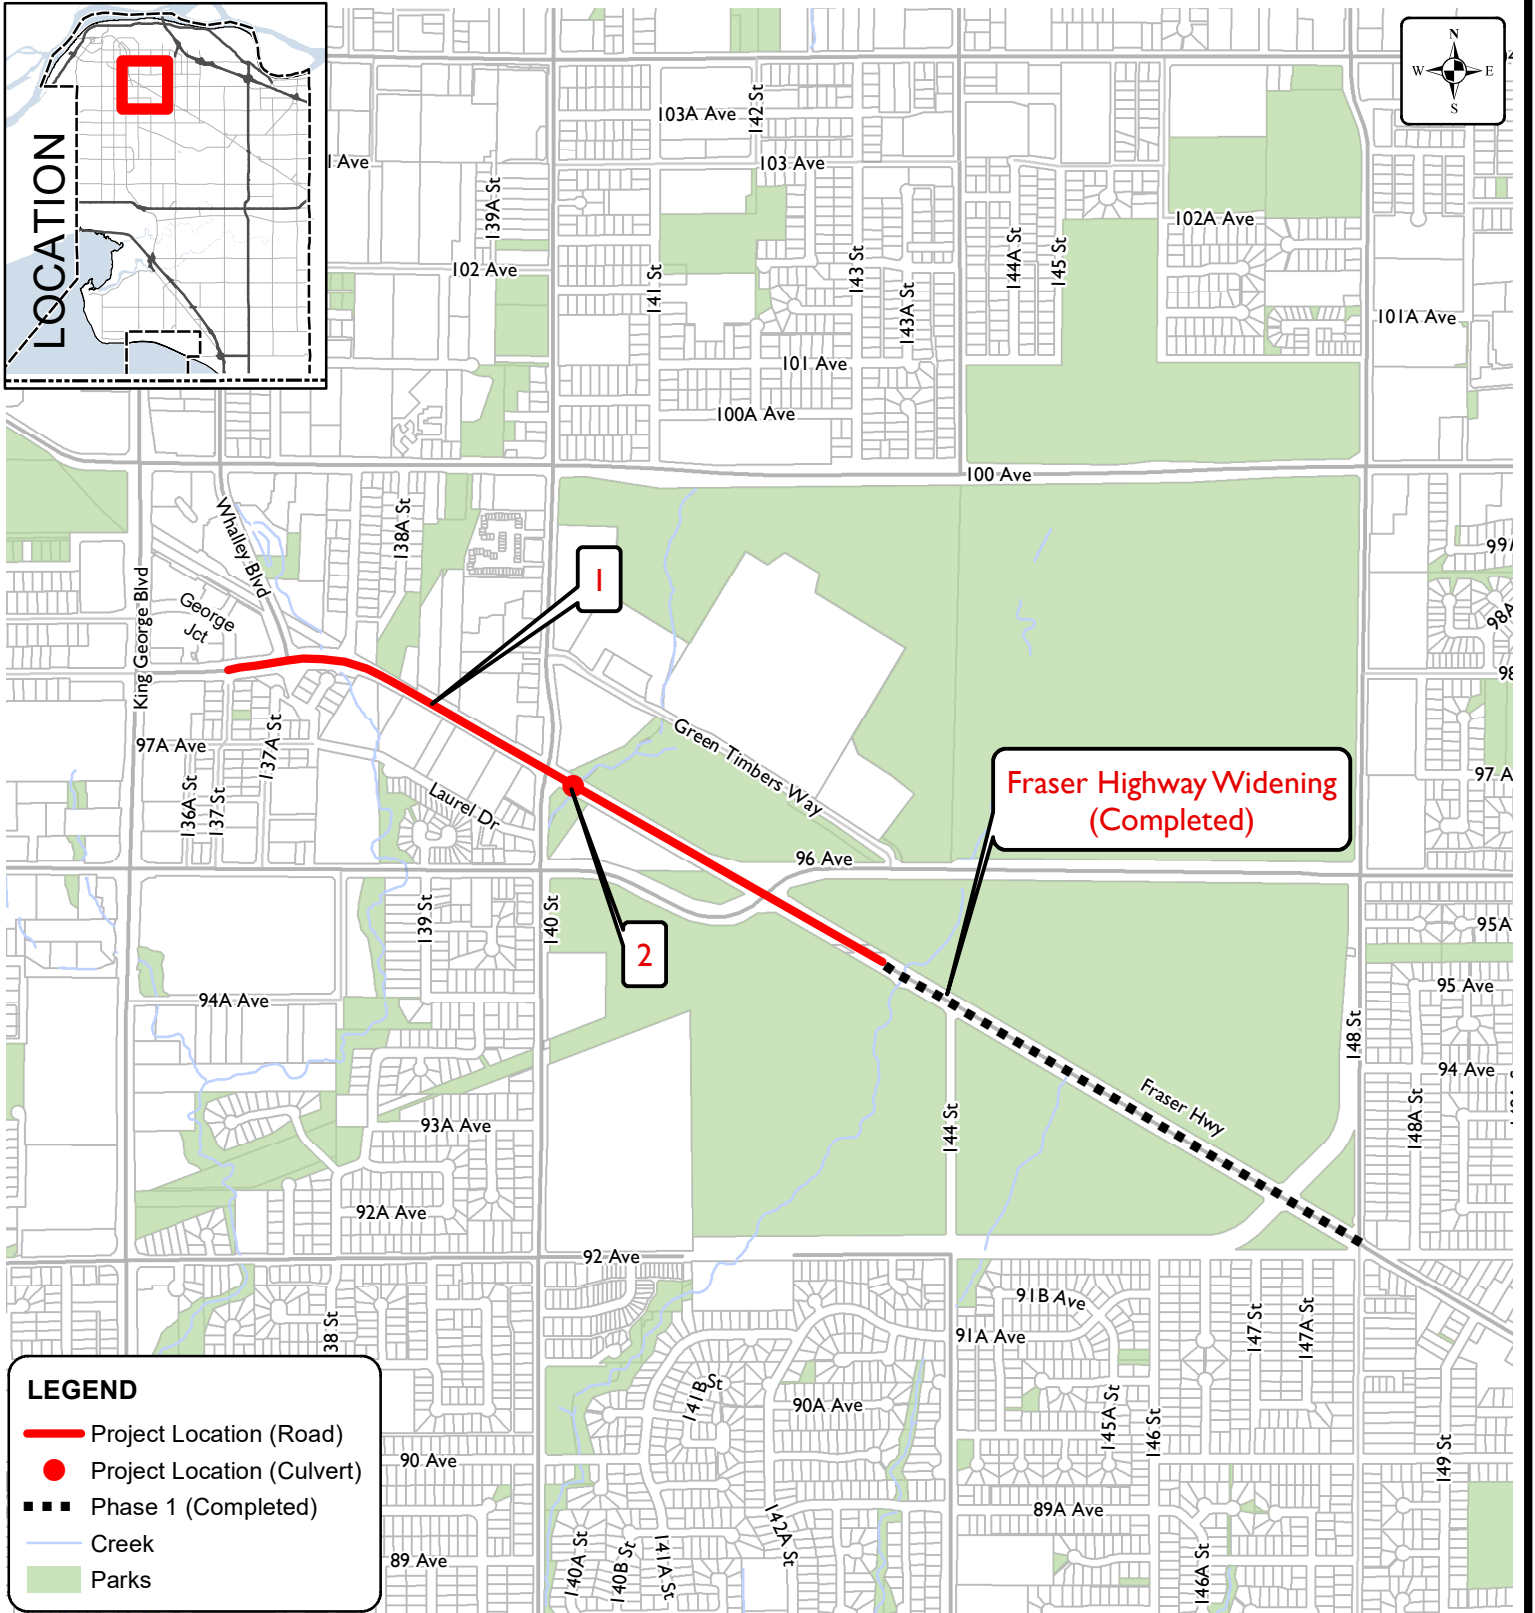 LOCATION
N
W
E
S
103A Ave
142 St
103 Ave
1 Ave
139A St
102A Ave
102 Ave
141 St
143 St
143A St
144A St
145 St
101A Ave
101 Ave
100A Ave
100 Ave
Whalley Blvd
138A St
King George Blvd
George
Jct
1
98A
98
97A Ave
137A St
136A St
137 St
Laurel Dr
Green Timbers Way
Fraser Highway Widening
(Completed)
97 A
96 Ave
139 St
140 St
2
95A
95 Ave
94A Ave
148 St
94 Ave
148A St
Fraser Hwy
144 St
93A Ave
92A Ave
92 Ave
38 St
91B Ave
91A Ave
147 St
147A St
141B St
90A Ave
145A St
146 St
149 St
90 Ave
89A Ave
89 Ave
140A St
140B St
141A St
142A St
146A St
LEGEND
Project Location (Road)
Project Location (Culvert)
Phase 1 (Completed)
Creek
Parks